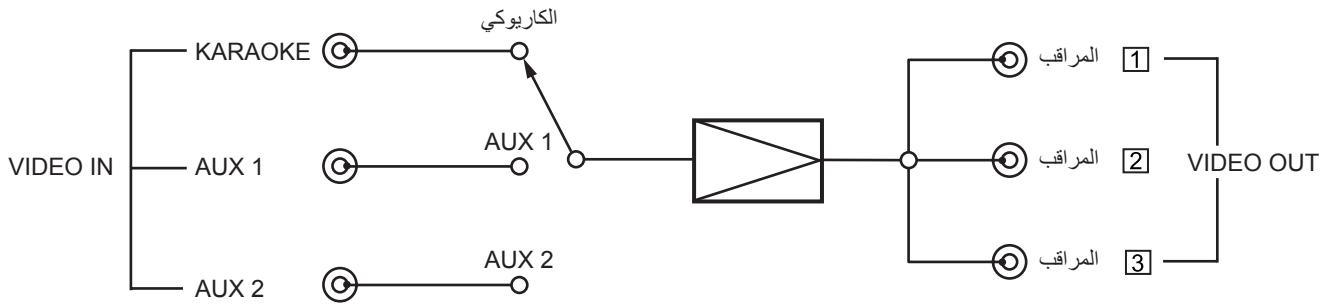 الكاريوكي
KARAOKE
المراقب 1
AUX 1
VIDEO IN
AUX 1
المراقب 2
VIDEO OUT
AUX 2
المراقب 3
AUX 2